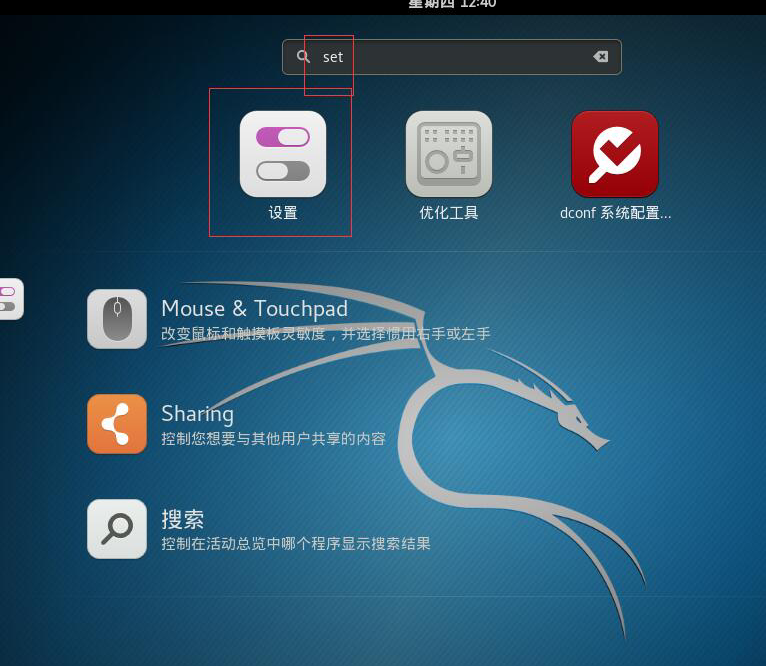 星期四 12:40
set
设置
优化工具
dconf 系统配置...
Mouse & Touchpad
改变鼠标和触摸板灵敏度，并选择惯用右手或左手
Sharing
控制您想要与其他用户共享的内容
搜索
控制在活动总览中哪个程序显示搜索结果